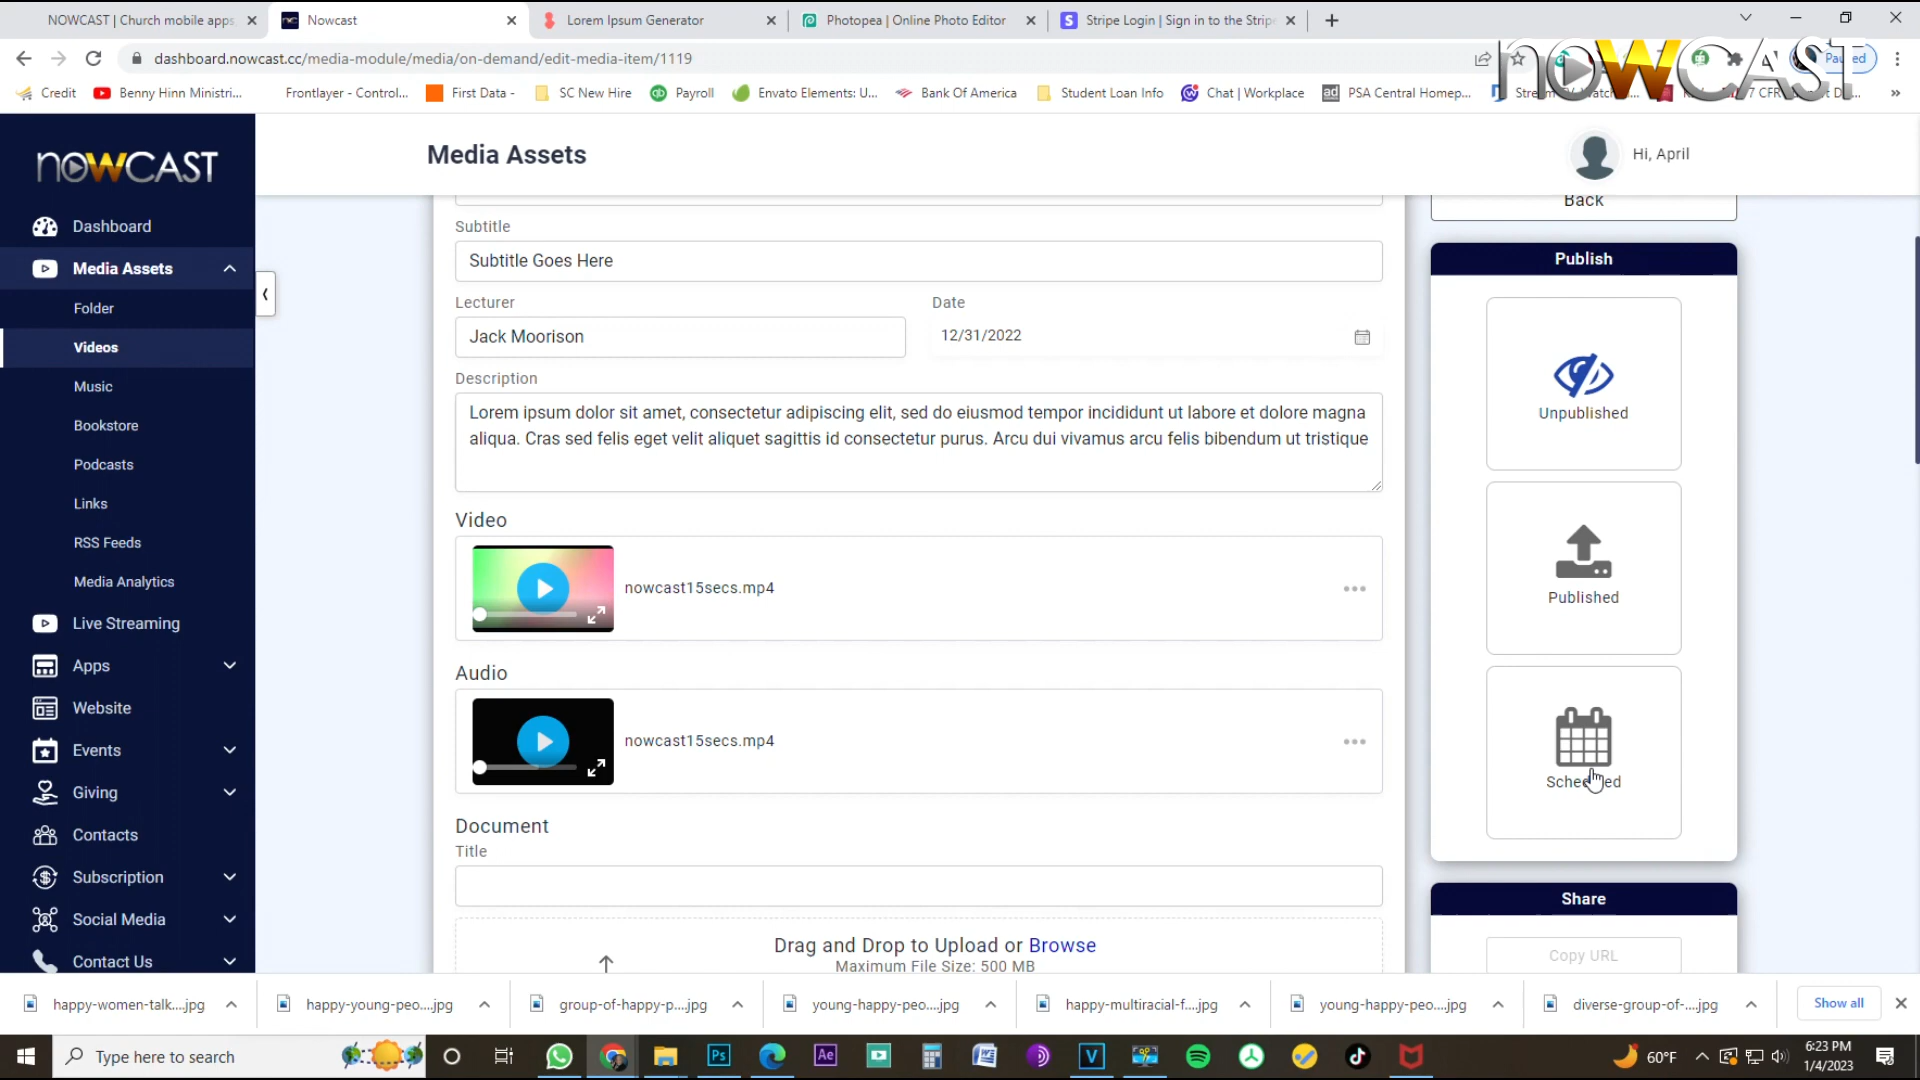 NOWCAST | Church mobile apps,
Nowcast
Lorem Ipsum Generator
Photopea | Online Photo Editor
Stripe Login | Sign in to the Stripe
dashboard.nowcast.cc/media-module/media/on-demand/edit-media-item/1119
Paused
nowCAST
Credit
Benny Hinn Ministri...
Frontlayer - Control...
First Data -
SC New Hire
Payroll
Envato Elements: U...
Bank Of America
Student Loan Info
Chat | Workplace
PSA Central Homep...
nowCAST
Media Assets
Hi, April
Dashboard
Media Assets
Folder
Videos
Music
Bookstore
Podcasts
Links
RSS Feeds
Media Analytics
Live Streaming
Apps
Website
Events
Giving
Contacts
Subscription
Social Media
Contact Us
Subtitle
Subtitle Goes Here
Lecturer
Date
Jack Moorison
12/31/2022
Description
Lorem ipsum dolor sit amet, consectetur adipiscing elit, sed do eiusmod tempor incididunt ut labore et dolore magna
aliqua. Cras sed felis eget velit aliquet sagittis id consectetur purus. Arcu dui vivamus arcu felis bibendum ut tristique
Video
nowcast15secs.mp4
Audio
nowcast15secs.mp4
Document
Title
Drag and Drop to Upload or Browse
Maximum File Size: 500 MB
Back
Publish
Unpublished
Published
Scheduled
Share
Copy URL
happy-women-talk....jpg
happy-young-peo....jpg
group-of-happy-p....jpg
young-happy-peo....jpg
happy-multiracial-f....jpg
young-happy-peo....jpg
diverse-group-of-....jpg
Show all
Type here to search
Ps
Ae
V
60°F
6:23 PM
1/4/2023